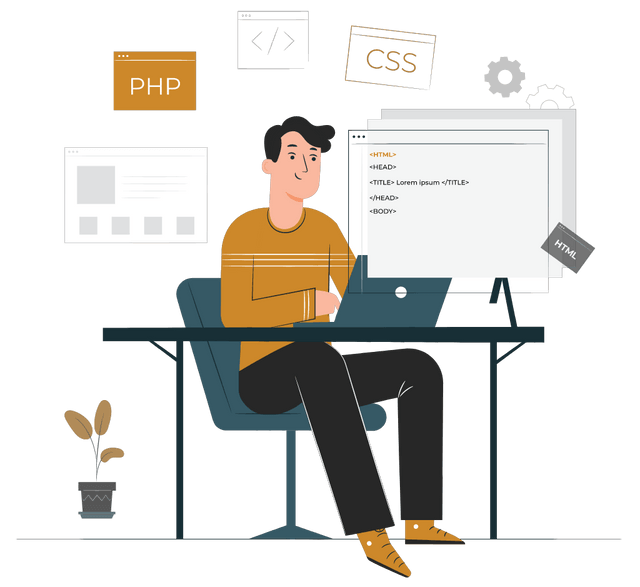 </>
CSS
PHP
<HTML>
<HEAD>
<TITLE> Lorem ipsum </TITLE>
</HEAD>
<BODY>
HTML